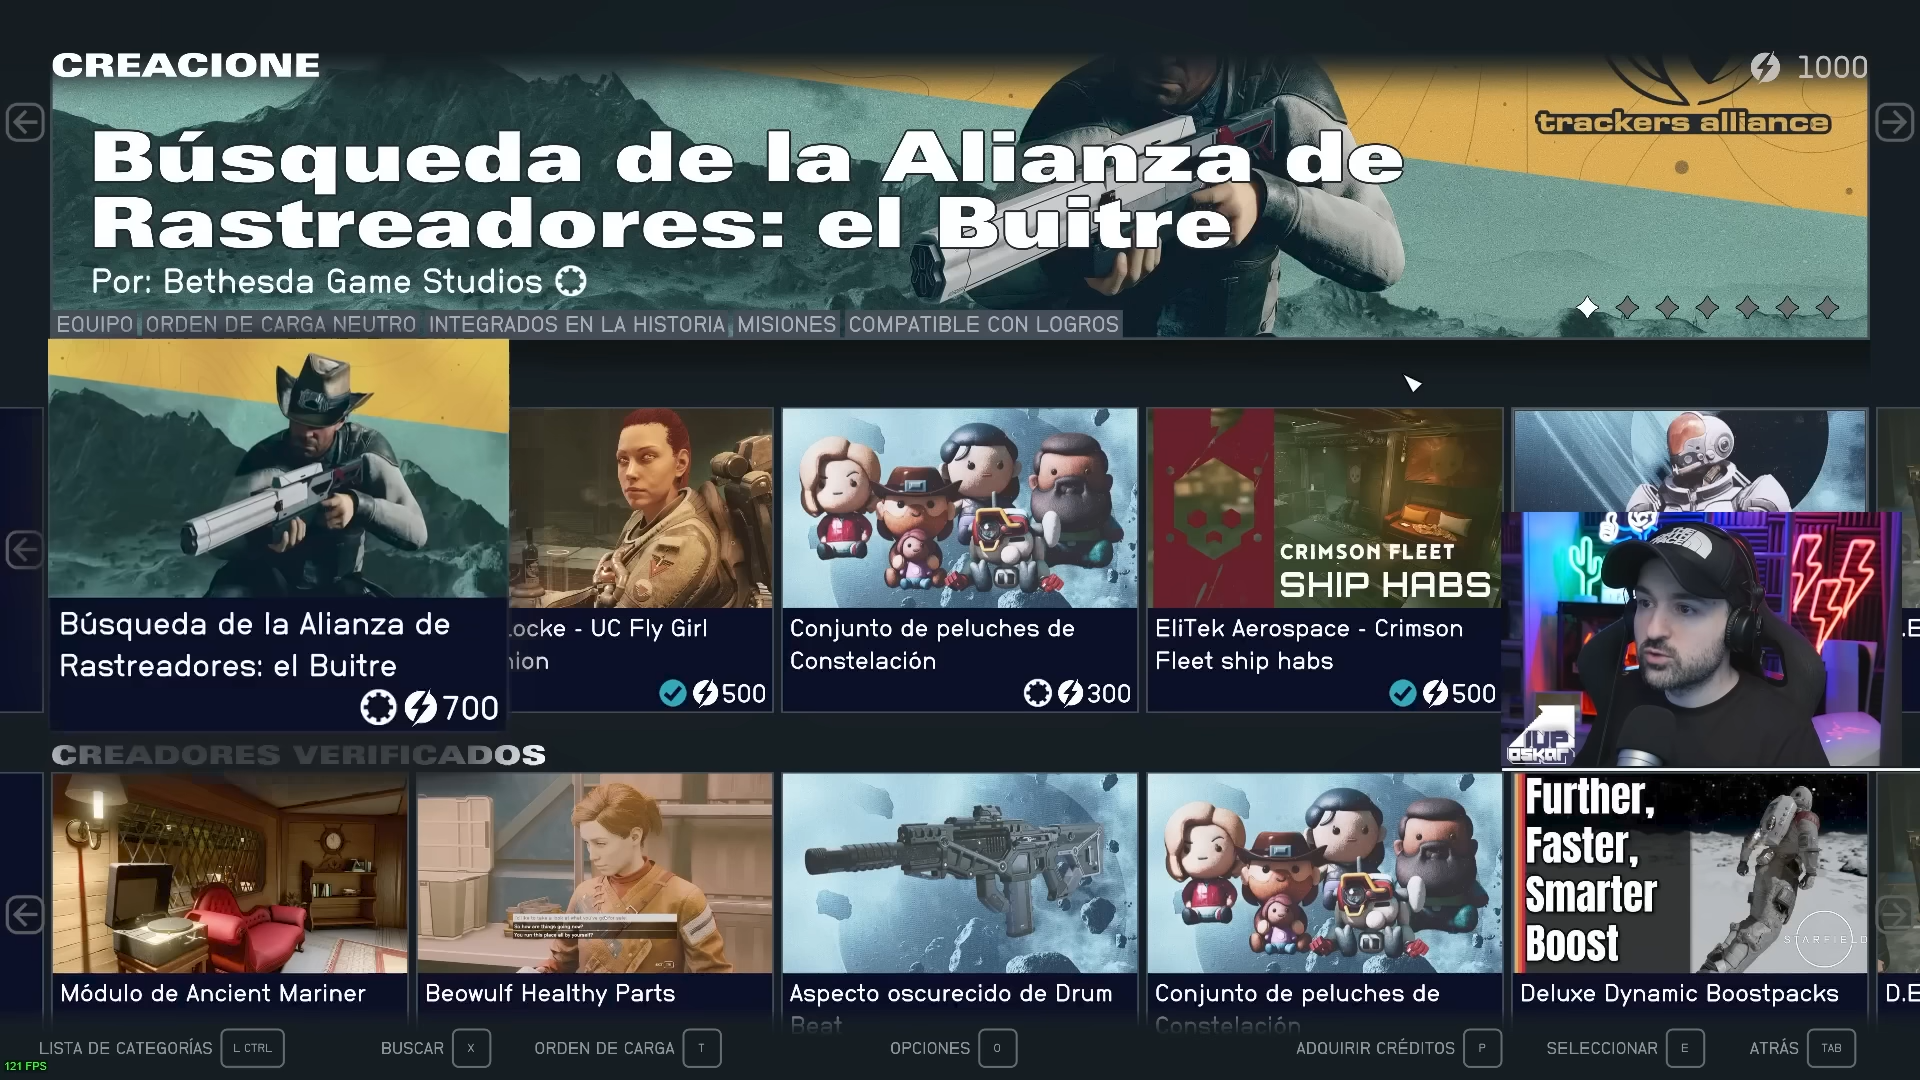 CREACIONE
1000
trackers alliance
Búsqueda de la Alianza de
Rastreadores: el Buitre
Por: Bethesda Game Studios
EQUIPO ORDEN DE CARGA NEUTRO INTEGRADOS EN LA HISTORIA MISIONES COMPATIBLE CON LOGROS
Búsqueda de la Alianza de
Rastreadores: el Buitre
700
ocke - UC Fly Girl
nion
500
Conjunto de peluches de
Constelación
300
CRIMSON FLEET
SHIP HABS
EliTek Aerospace - Crimson
Fleet ship habs
500
1UP
OSKAR
CREADORES VERIFICADOS
Módulo de Ancient Mariner
Beowulf Healthy Parts
Aspecto oscurecido de Drum
Beat
Conjunto de peluches de
Constelación
Further,
Faster,
Smarter
Boost
STARFIELD
Deluxe Dynamic Boostpacks
D.E
LISTA DE CATEGORÍAS L CTRL
BUSCAR X
ORDEN DE CARGA T
OPCIONES O
ADQUIRIR CRÉDITOS P
SELECCIONAR E
ATRÁS TAB
121 FPS